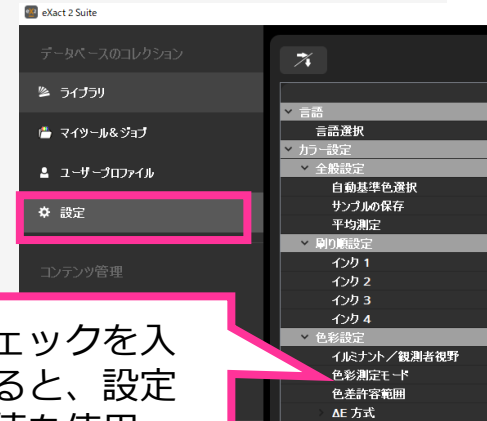 eXact 2 Suite
データベースのコレクション
ライブラリ
マイツール&ジョブ
ユーザープロファイル
設定
コンテンツ管理
言語
言語選択
カラー設定
全般設定
自動基準色選択
サンプルの保存
平均測定
刷り順設定
インク 1
インク 2
インク 3
インク 4
色彩設定
イルミナント／観測者視野
色彩測定モード
色差許容範囲
ΔE 方式
ェックを入
ると、設定
値を使用